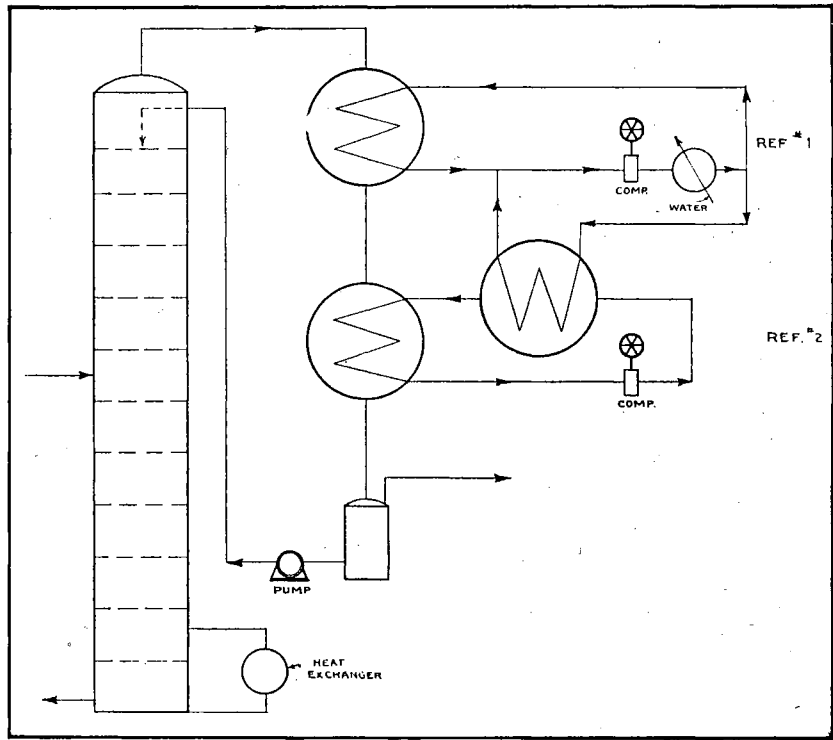 REF #1
COMP.
WATER
REF. #2
COMP.
PUMP
HEAT
EXCHANGER